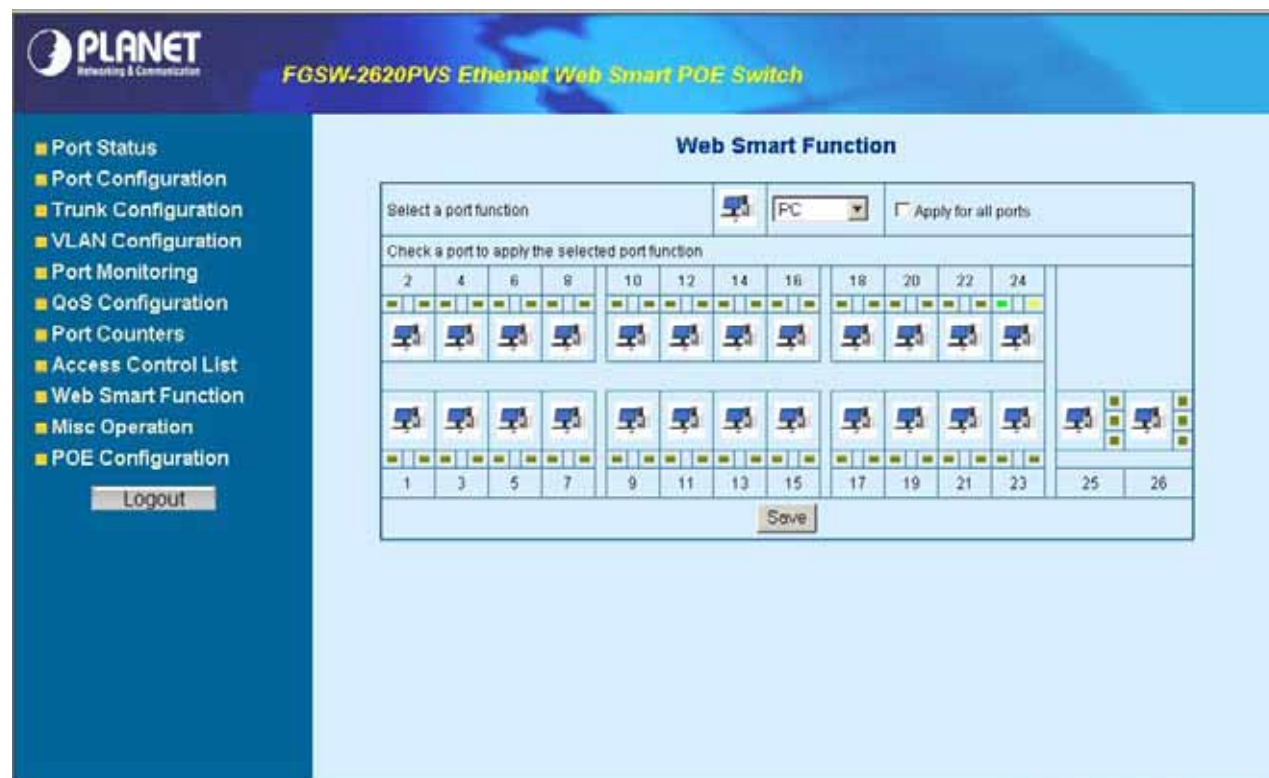 PLANET
Networking & Communication
FGSW-2620PVS Ethernet Web Smart POE Switch
Port Status
Port Configuration
Trunk Configuration
VLAN Configuration
Port Monitoring
QoS Configuration
Port Counters
Access Control List
Web Smart Function
Misc Operation
POE Configuration
Logout
Web Smart Function
Select a port function PC Apply for all ports
Check a port to apply the selected port function
2 4 6 8 10 12 14 16 18 20 22 24
1 3 5 7 9 11 13 15 17 19 21 23 25 26
Save